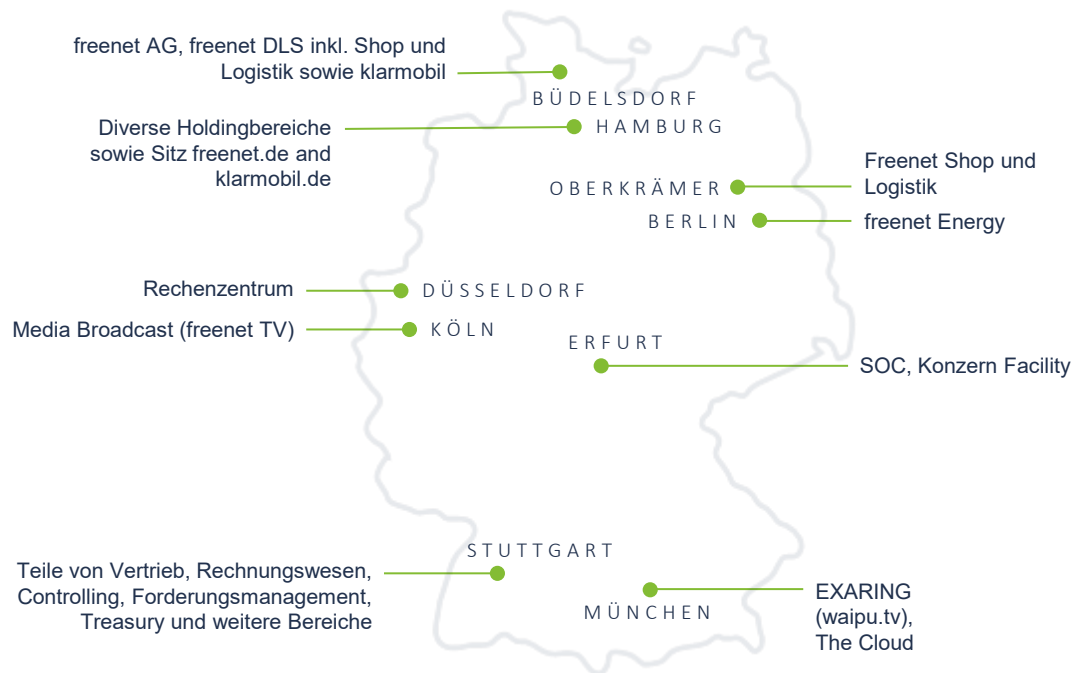 freenet AG, freenet DLS inkl. Shop und
Logistik sowie klarmobil
BÜDELSDORF
Diverse Holdingbereiche
sowie Sitz freenet.de and
klarmobil.de
HAMBURG
OBERKRÄMER
Freenet Shop und
Logistik
BERLIN
freenet Energy
Rechenzentrum
DÜSSELDORF
Media Broadcast (freenet TV)
KÖLN
ERFURT
SOC, Konzern Facility
STUTTGART
Teile von Vertrieb, Rechnungswesen,
Controlling, Forderungsmanagement,
Treasury und weitere Bereiche
MÜNCHEN
EXARING
(waipu.tv),
The Cloud